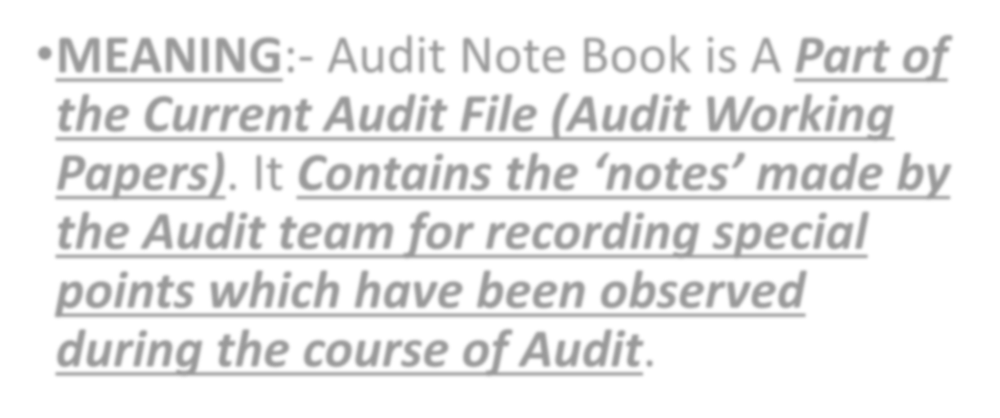 •MEANING:- Audit Note Book is A Part of
the Current Audit File (Audit Working
Papers). It Contains the ‘notes’ made by
the Audit team for recording special
points which have been observed
during the course of Audit.